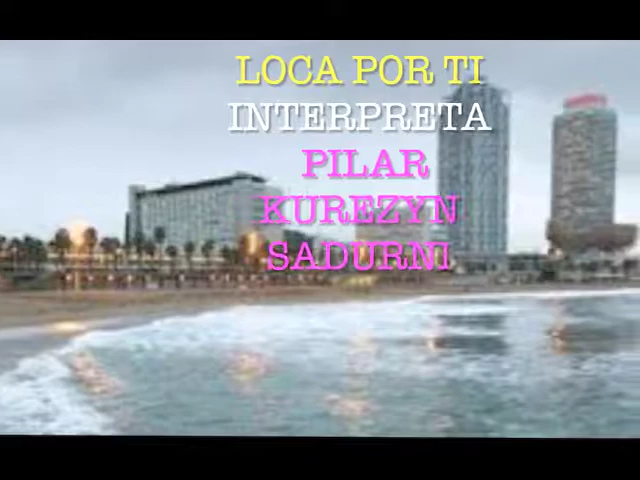 LOCA POR TI
INTERPRETA
PILAR
KUREZYN
SADURNI